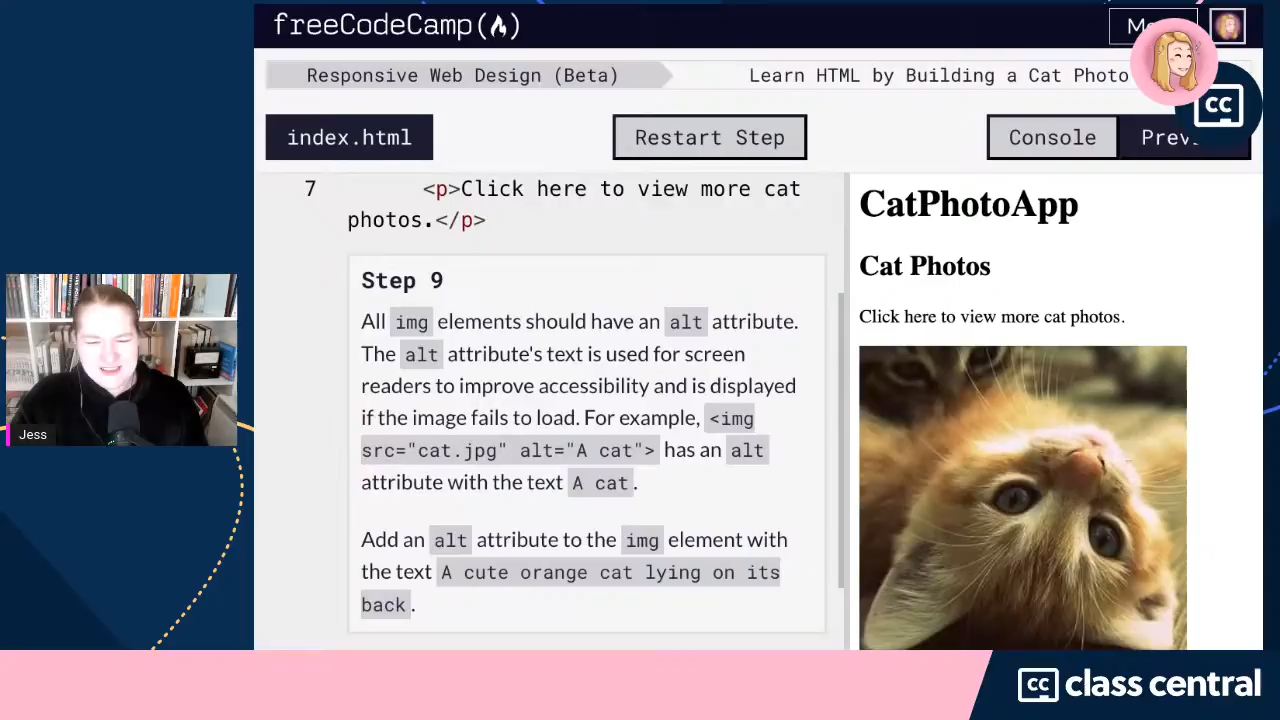 freeCodeCamp(🔥)
Responsive Web Design (Beta)
Learn HTML by Building a Cat Photo
index.html
Restart Step
Console
7
<p>Click here to view more cat
photos.</p>
Step 9
All img elements should have an alt attribute.
The alt attribute's text is used for screen
readers to improve accessibility and is displayed
if the image fails to load. For example, <img
src="cat.jpg" alt="A cat"> has an alt
attribute with the text A cat.
Add an alt attribute to the img element with
the text A cute orange cat lying on its
back.
CatPhotoApp
Cat Photos
Click here to view more cat photos.
Jess
cc
cc class central